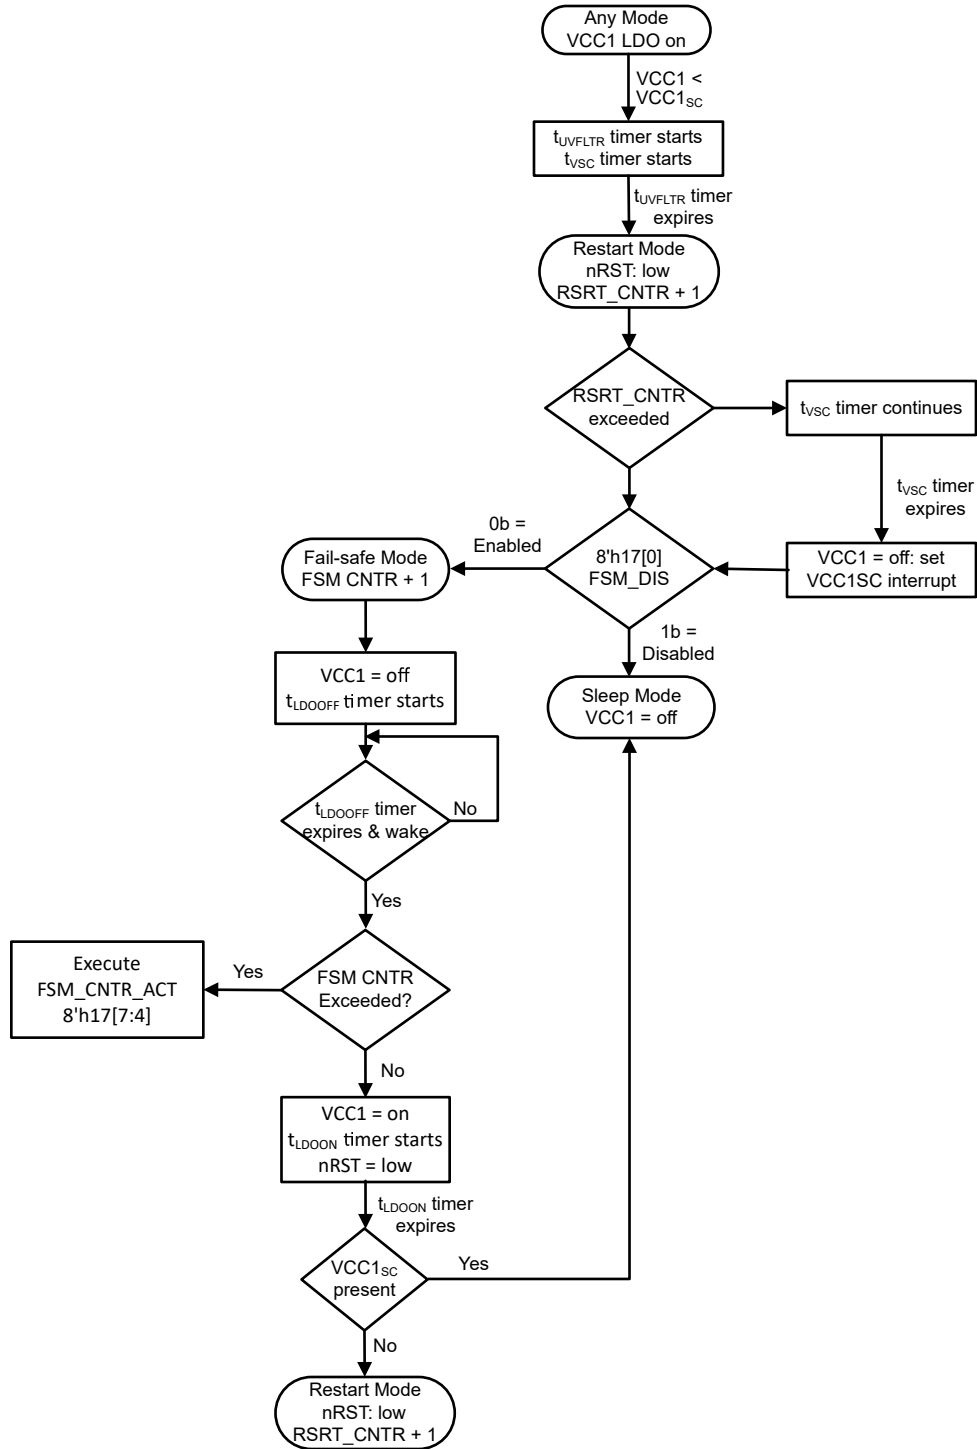 Any Mode
VCC1 LDO on
VCC1 <
VCC1SC
tUVFLTR timer starts
tVSC timer starts
tUVFLTR timer
expires
Restart Mode
nRST: low
RSRT_CNTR + 1
RSRT_CNTR
exceeded
tVSC timer continues
tVSC timer
expires
0b =
Enabled
8'h17[0]
FSM_DIS
VCC1 = off: set
VCC1SC interrupt
Fail-safe Mode
FSM CNTR + 1
1b =
Disabled
VCC1 = off
tLDOOFF timer starts
Sleep Mode
VCC1 = off
tLDOOFF timer
expires & wake
No
Yes
FSM CNTR
Exceeded?
Yes
Execute
FSM_CNTR_ACT
8'h17[7:4]
No
VCC1 = on
tLDOON timer starts
nRST = low
tLDOON timer
expires
VCC1SC
present
Yes
No
Restart Mode
nRST: low
RSRT_CNTR + 1